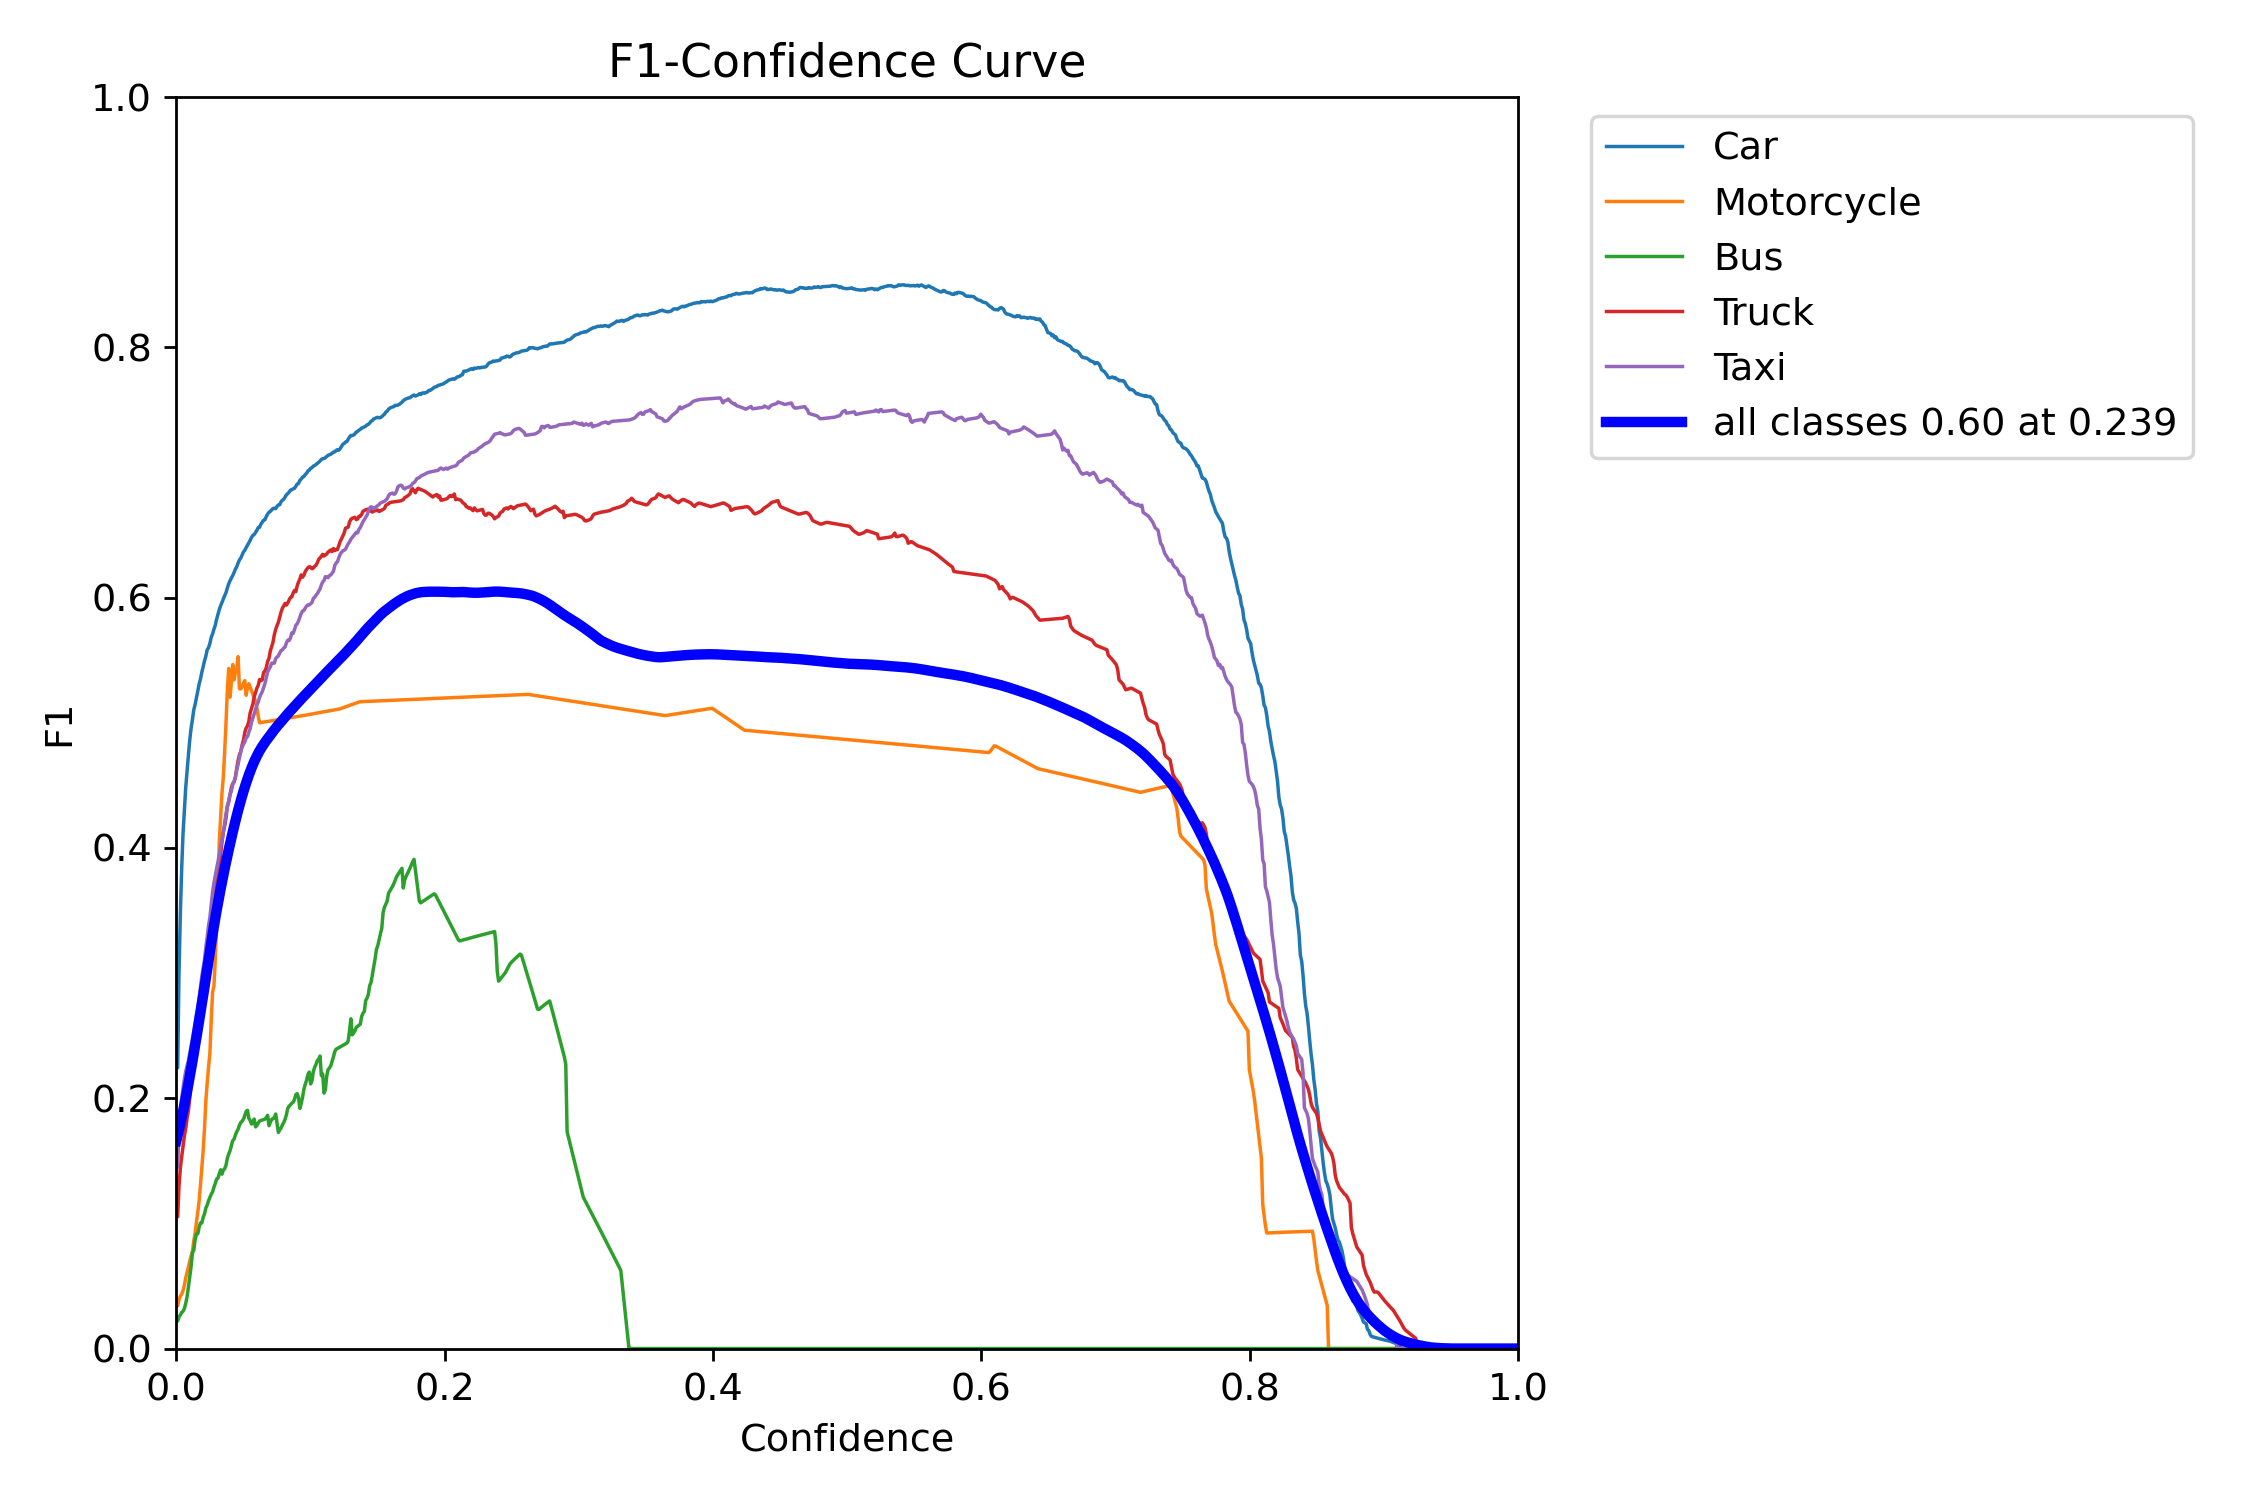 F1-Confidence Curve
1.0
0.8
0.6
0.4
0.2
0.0
F1
0.0 0.2 0.4 0.6 0.8 1.0
Confidence
Car
Motorcycle
Bus
Truck
Taxi
all classes 0.60 at 0.239